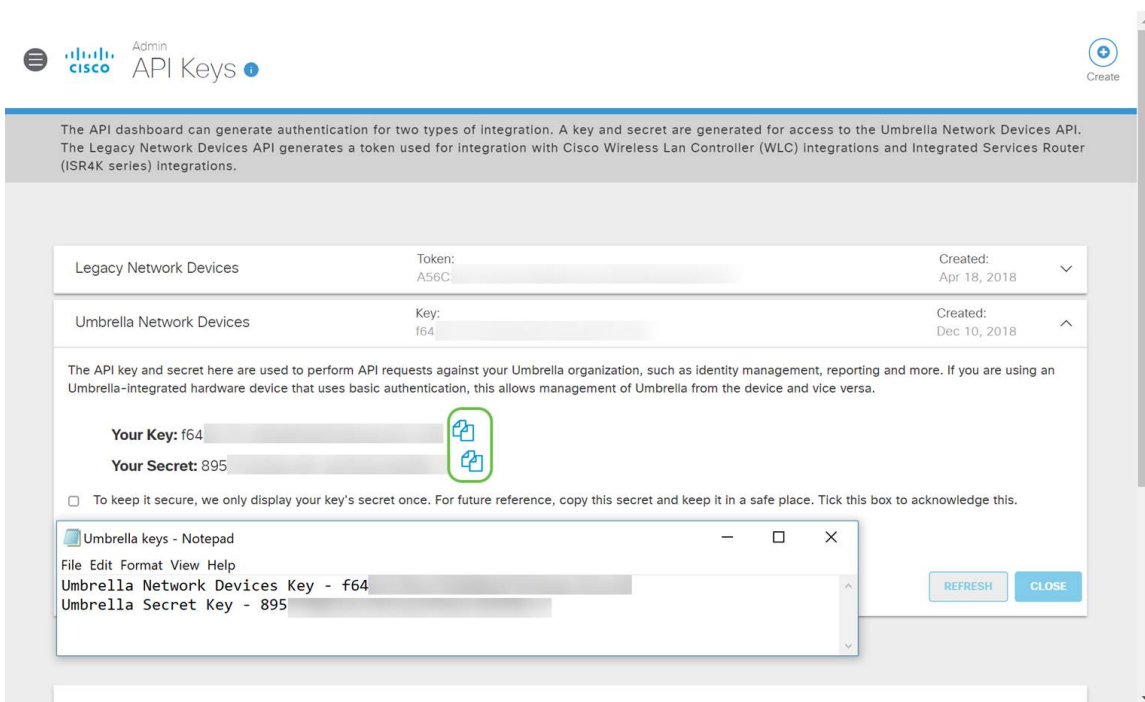 Admin
cisco
API Keys
Create
The API dashboard can generate authentication for two types of integration. A key and secret are generated for access to the Umbrella Network Devices API.
The Legacy Network Devices API generates a token used for integration with Cisco Wireless Lan Controller (WLC) integrations and Integrated Services Router
(ISR4K series) integrations.
Legacy Network Devices
Token:
A56C
Created:
Apr 18, 2018
Umbrella Network Devices
Key:
f64
Created:
Dec 10, 2018
The API key and secret here are used to perform API requests against your Umbrella organization, such as identity management, reporting and more. If you are using an
Umbrella-integrated hardware device that uses basic authentication, this allows management of Umbrella from the device and vice versa.
Your Key: f64
Your Secret: 895
To keep it secure, we only display your key's secret once. For future reference, copy this secret and keep it in a safe place. Tick this box to acknowledge this.
Umbrella keys - Notepad
File Edit Format View Help
Umbrella Network Devices Key - f64
Umbrella Secret Key - 895
REFRESH
CLOSE